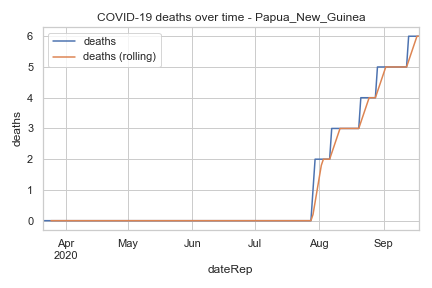 COVID-19 deaths over time - Papua_New_Guinea
deaths
deaths (rolling)
6
5
4
3
2
1
0
deaths
Apr May Jun Jul Aug Sep
2020
dateRep